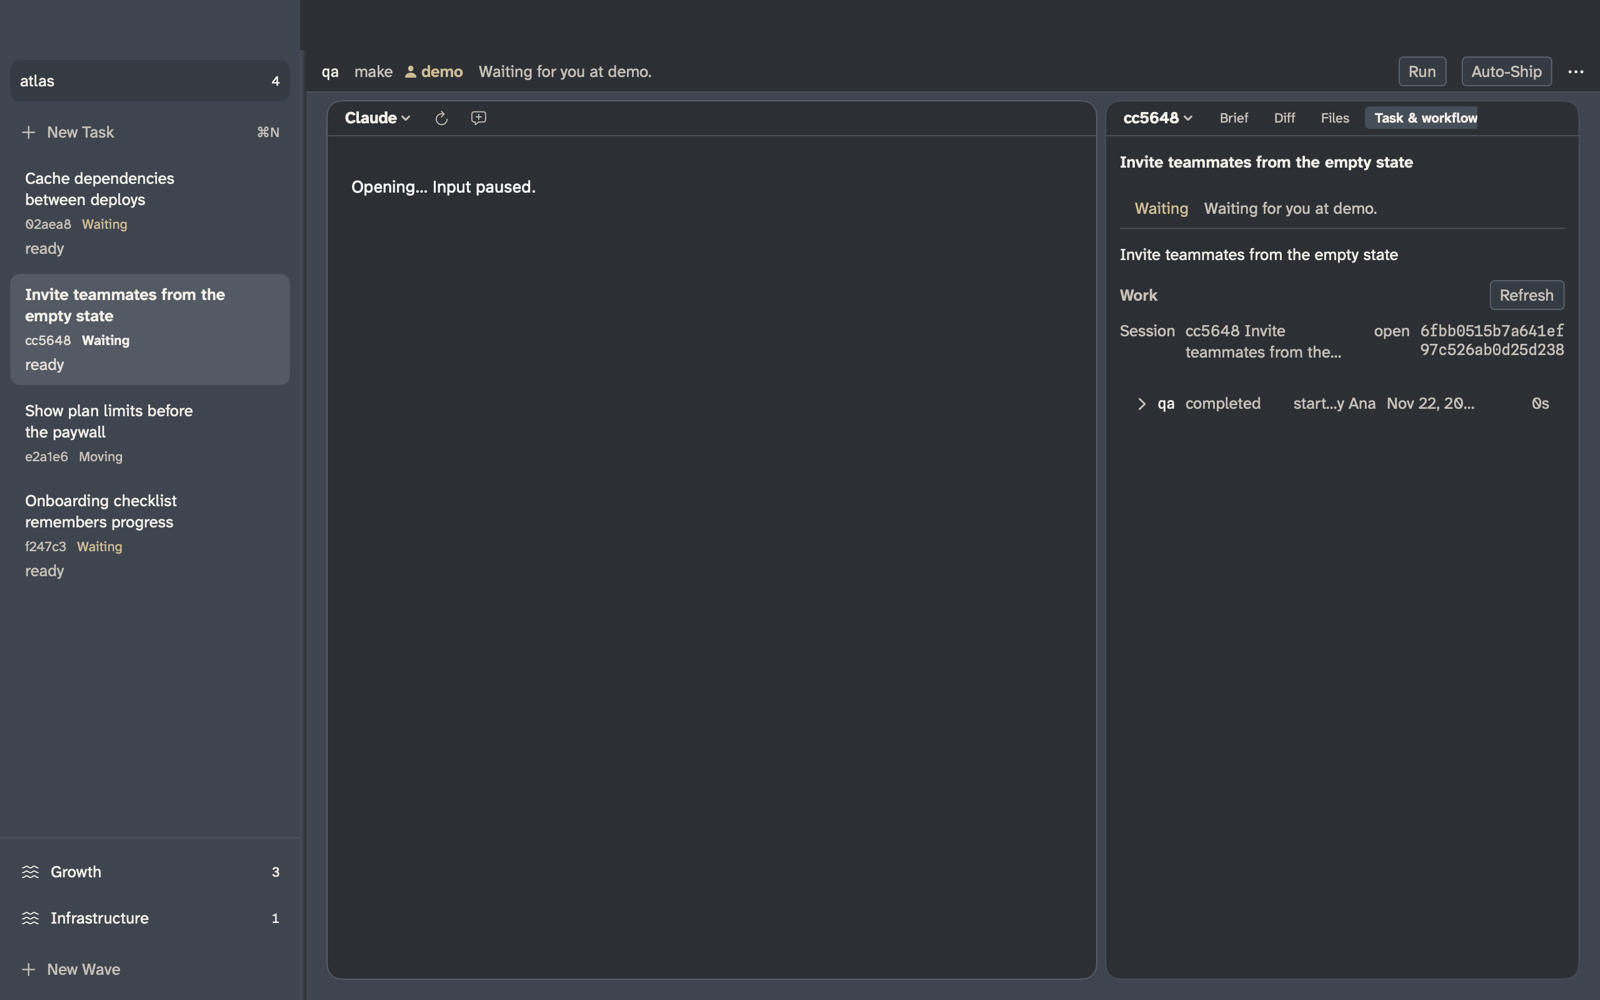 atlas 4
New Task ⌘N
Cache dependencies
between deploys
02aea8 Waiting
ready
Invite teammates from the
empty state
cc5648 Waiting
ready
Show plan limits before
the paywall
e2a1e6 Moving
Onboarding checklist
remembers progress
f247c3 Waiting
ready
Growth 3
Infrastructure 1
New Wave
qa make demo Waiting for you at demo. Run Auto-Ship ...
Claude
Opening... Input paused.
cc5648 Brief Diff Files Task & workflow
Invite teammates from the empty state
Waiting Waiting for you at demo.
Invite teammates from the empty state
Work Refresh
Session cc5648 Invite open 6fbb0515b7a641ef
teammates from the... 97c526ab0d25d238
qa completed start...y Ana Nov 22, 20... 0s